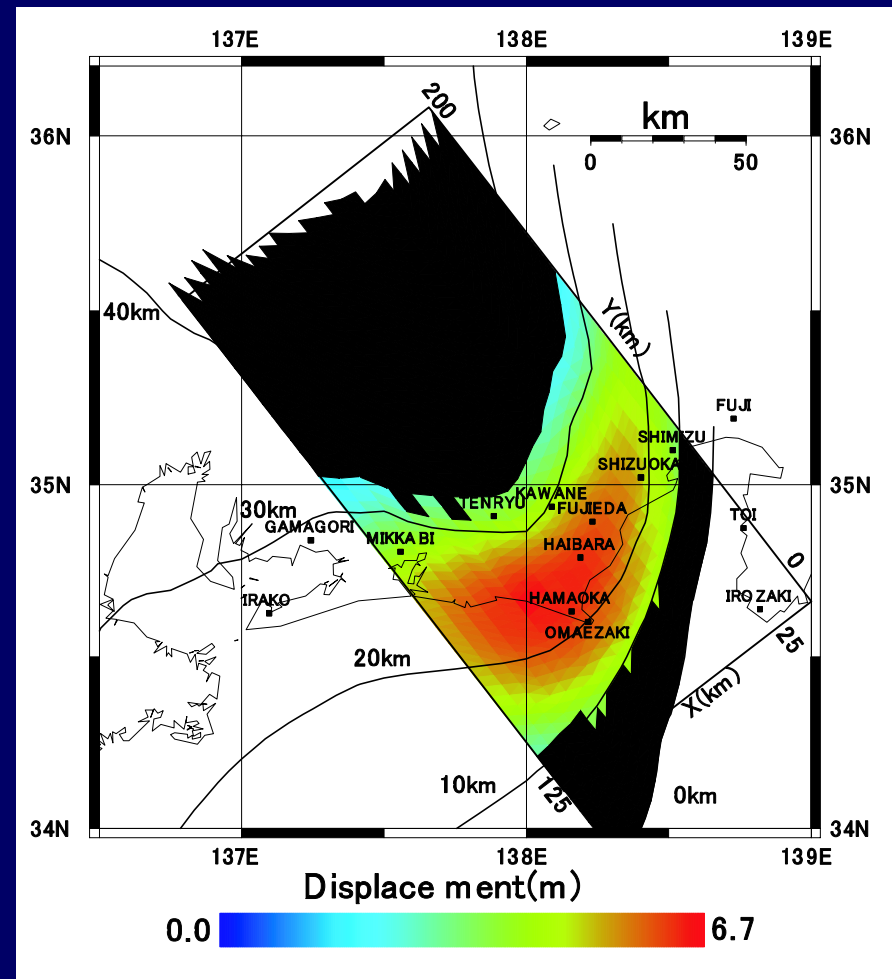 137E 138E 139E
200
36N km 36N
0 50
40km
Y(km)
FUJI
SHIMIZU
SHIZUOKA
35N 35N
TENRYU KAWANE
30km FUJIEDA TOI
GAMAGORI
MIKKABI HAIBARA
0
IRAKO HAMAOKA IROZAKI
OMAEZAKI 25
20km
X(km)
10km 125 0km
34N 34N
137E 138E 139E
Displace ment(m)
0.0 6.7